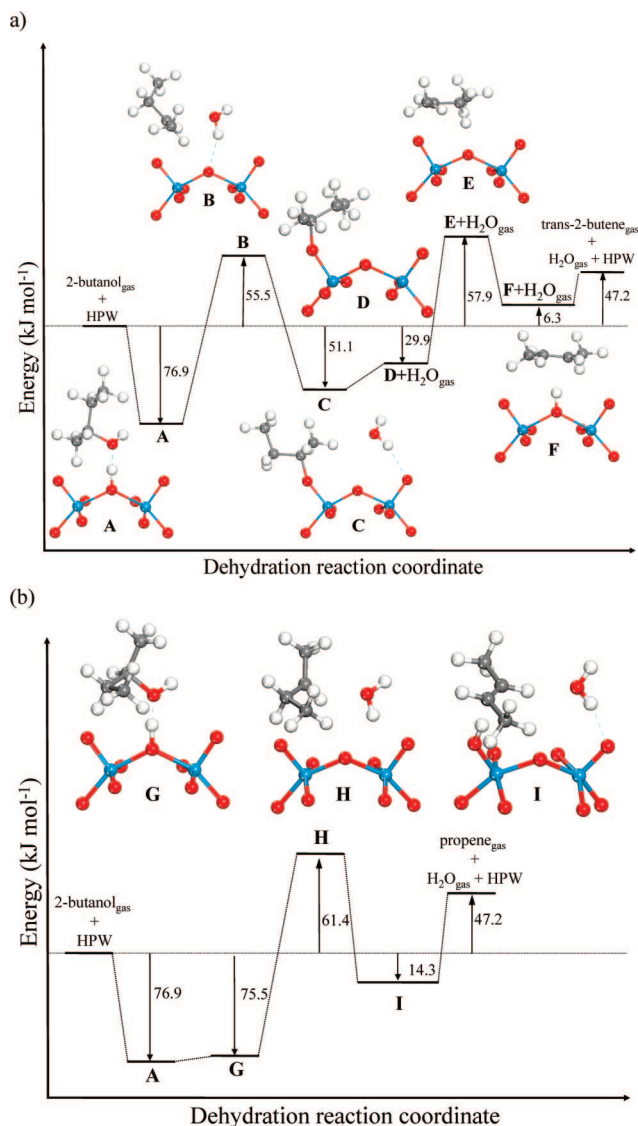 a)
B
E
B
E+H₂Ogas
trans-2-butenegas
+
H₂Ogas + HPW
2-butanolgas
+
HPW
D
55.5
57.9
F+H₂Ogas
47.2
6.3
76.9
51.1
29.9
D+H₂Ogas
C
A
F
A
C
Energy (kJ mol⁻¹)
Dehydration reaction coordinate
(b)
G
H
I
H
propenegas
+
H₂Ogas + HPW
2-butanolgas
+
HPW
61.4
47.2
76.9
75.5
14.3
I
A
G
Energy (kJ mol⁻¹)
Dehydration reaction coordinate